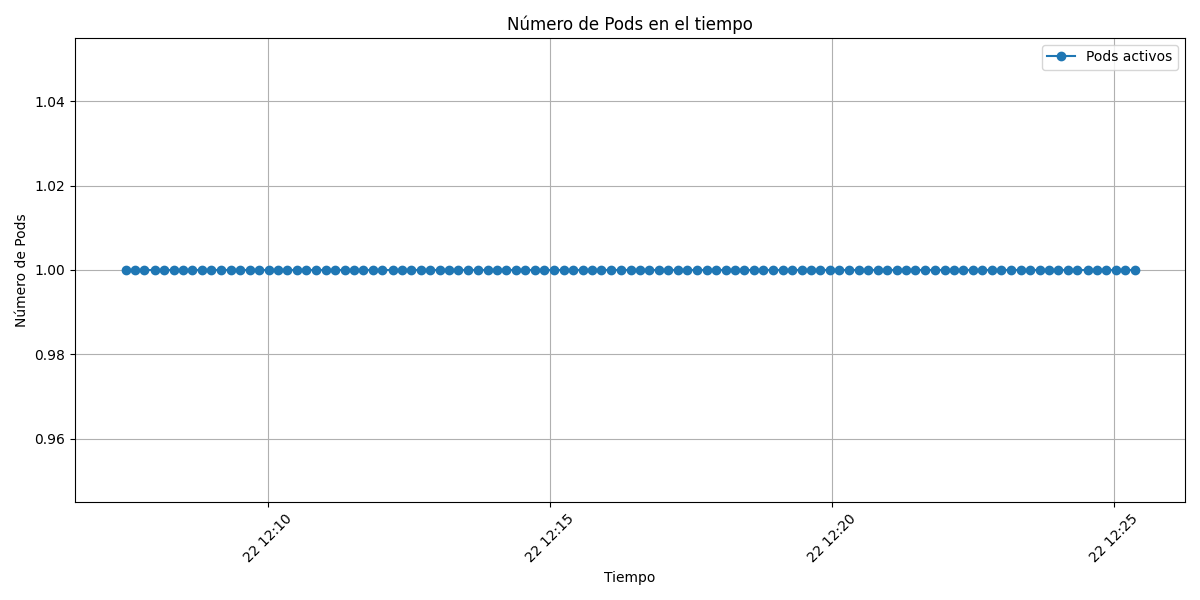 Número de Pods en el tiempo
Pods activos
1.04
1.02
1.00
0.98
0.96
Número de Pods
22 12:10
22 12:15
22 12:20
22 12:25
Tiempo